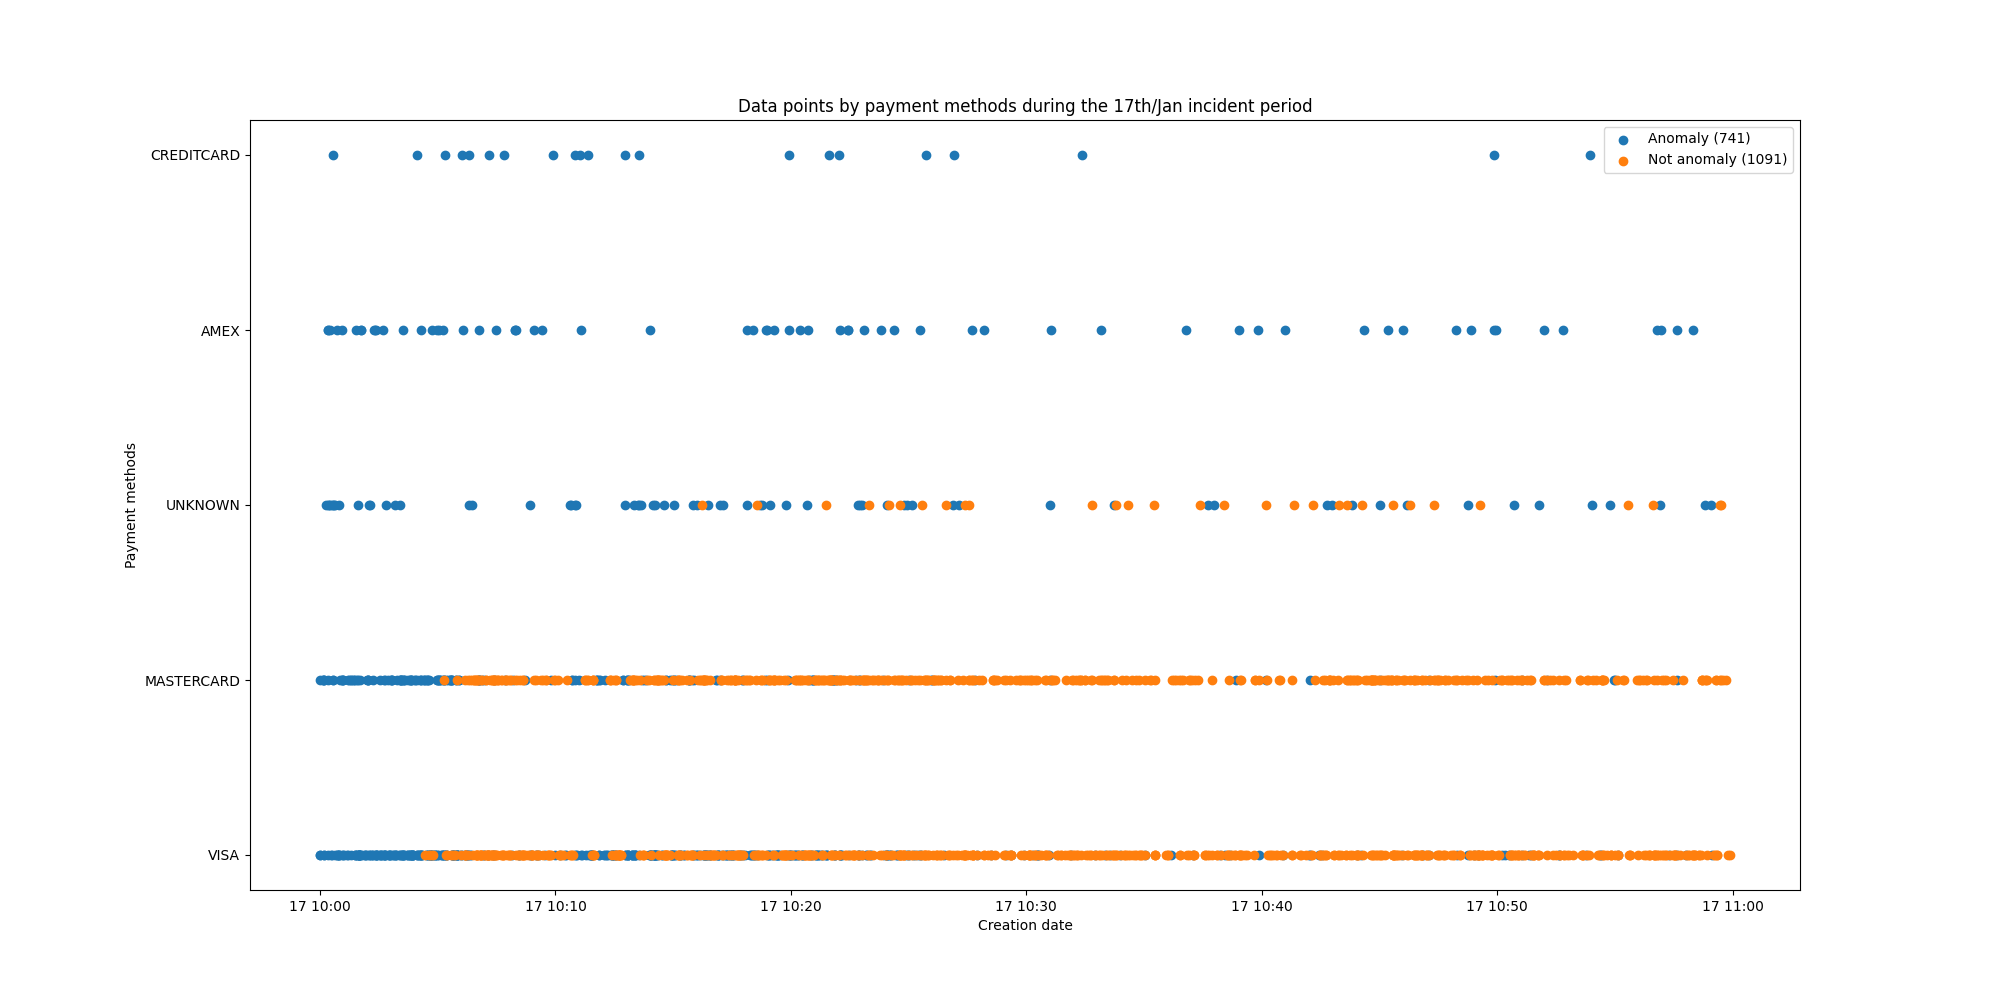 Data points by payment methods during the 17th/Jan incident period
Anomaly (741)
Not anomaly (1091)
CREDITCARD
AMEX
UNKNOWN
MASTERCARD
VISA
Payment methods
17 10:00
17 10:10
17 10:20
17 10:30
17 10:40
17 10:50
17 11:00
Creation date